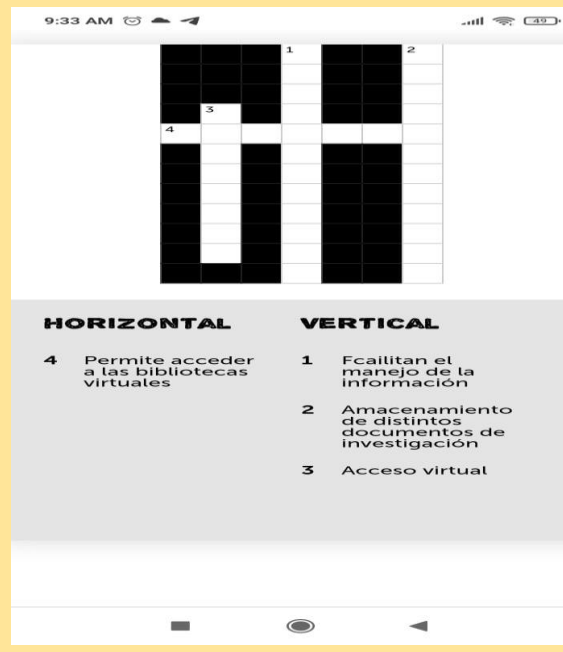 9:33 AM
49
1
2
3
4
HORIZONTAL
4 Permite acceder
a las bibliotecas
virtuales
VERTICAL
1 Fcailitan el
manejo de la
información
2 Amacenamiento
de distintos
documentos de
investigación
3 Acceso virtual